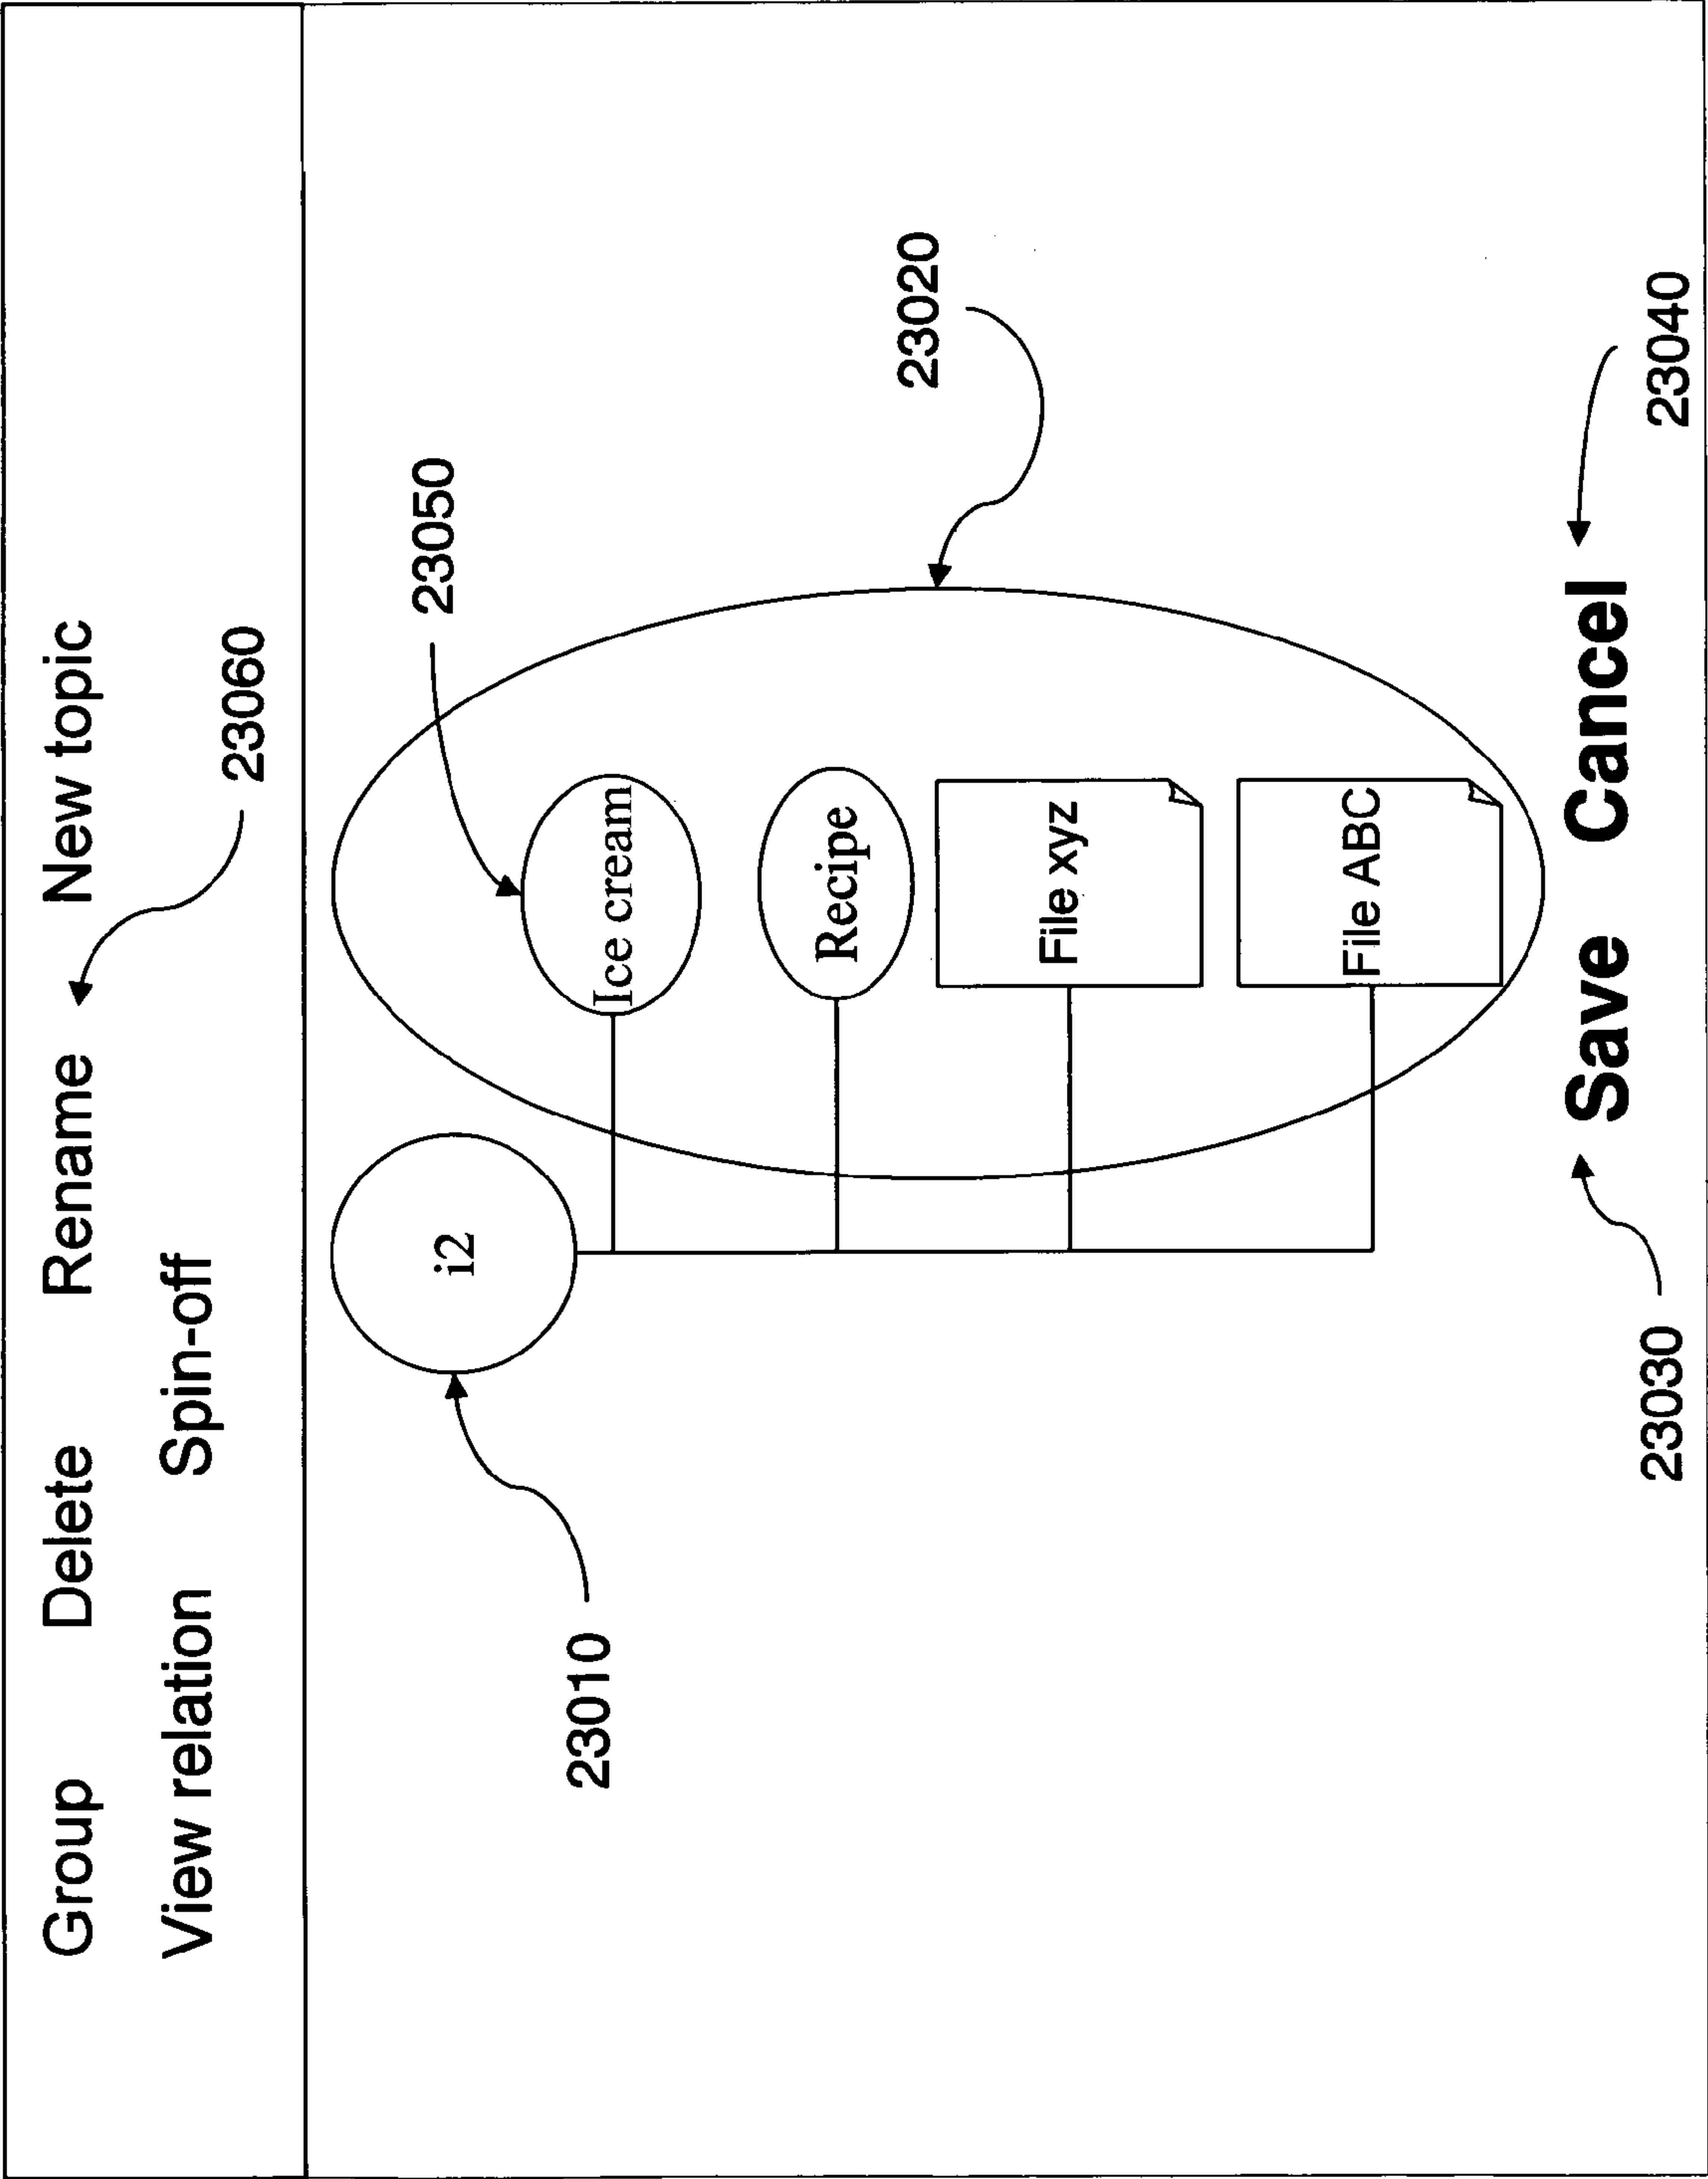 Group Delete Rename New topic
View relation Spin-off
23060
i2
23050
Ice cream
23010
Recipe
23020
File xyz
File ABC
Save Cancel
23030
23040